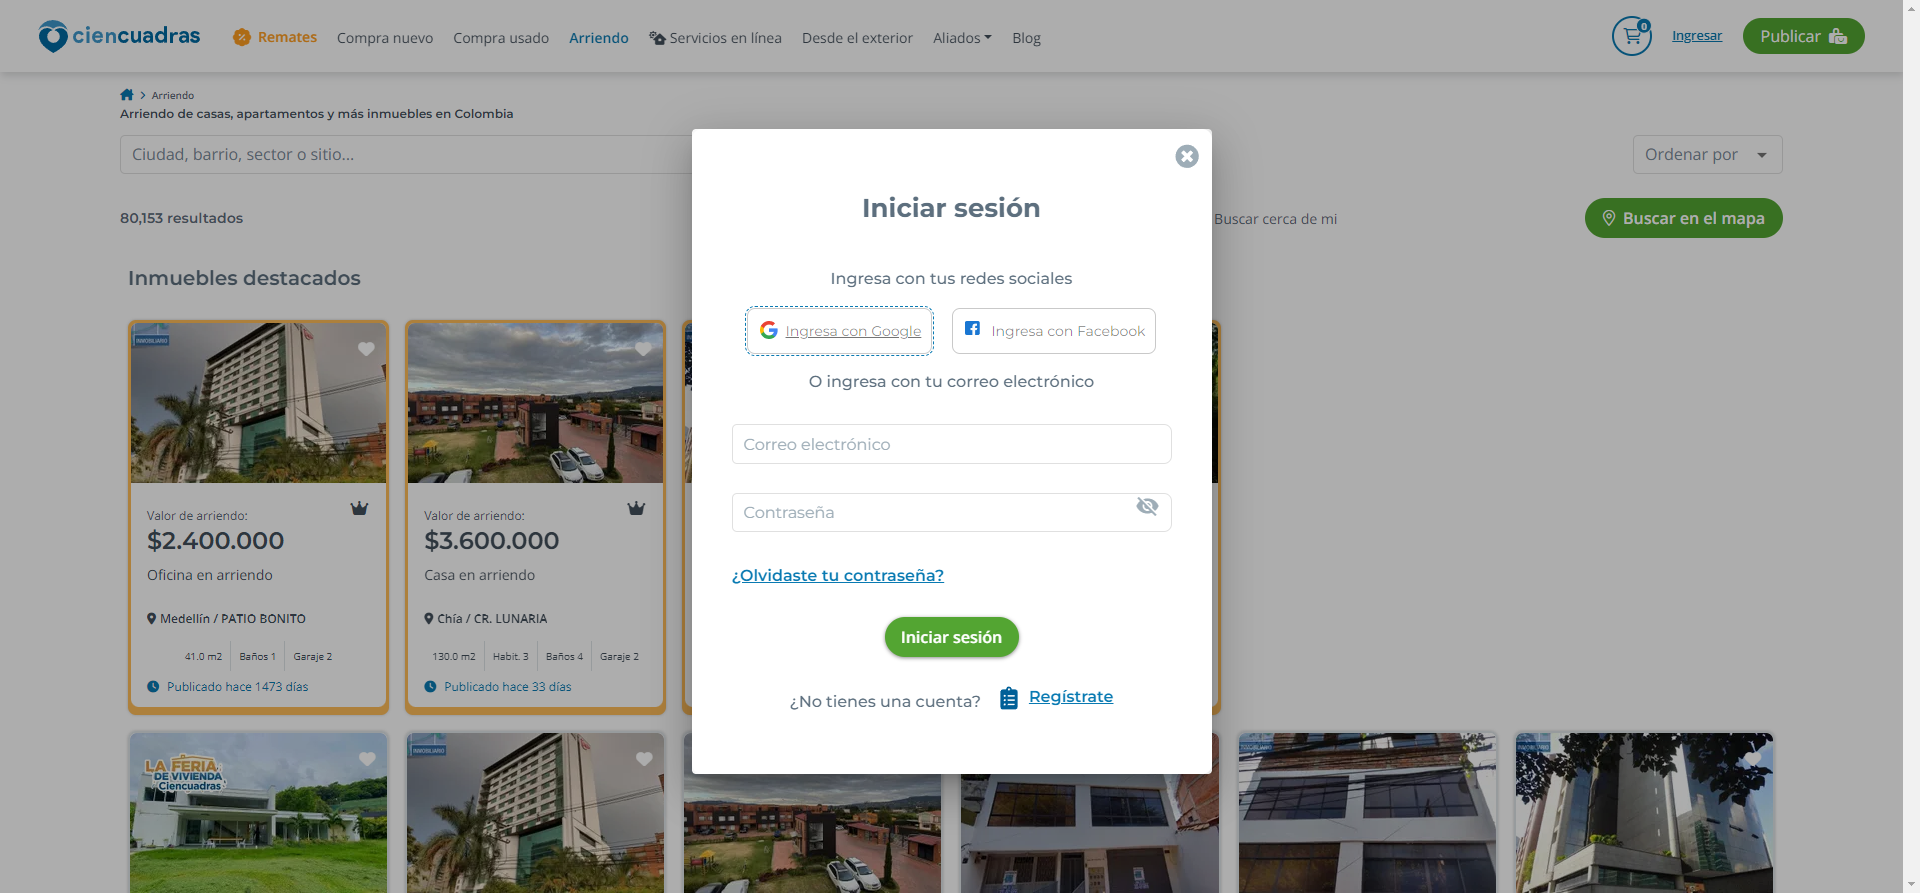 ciencuadras
Remates
Compra nuevo
Compra usado
Arriendo
Servicios en línea
Desde el exterior
Aliados
Blog
0
Ingresar
Publicar
Arriendo
Arriendo de casas, apartamentos y más inmuebles en Colombia
Ciudad, barrio, sector o sitio...
Ordenar por
80,153 resultados
Buscar cerca de mi
Buscar en el mapa
Inmuebles destacados
Iniciar sesión
Ingresa con tus redes sociales
Ingresa con Google
Ingresa con Facebook
O ingresa con tu correo electrónico
Correo electrónico
Contraseña
¿Olvidaste tu contraseña?
Iniciar sesión
¿No tienes una cuenta?
Regístrate
INMOBILIARIO
Valor de arriendo:
$2.400.000
Oficina en arriendo
Medellín / PATIO BONITO
41.0 m2
Baños 1
Garaje 2
Publicado hace 1473 días
Valor de arriendo:
$3.600.000
Casa en arriendo
Chía / CR. LUNARIA
130.0 m2
Habit. 3
Baños 4
Garaje 2
Publicado hace 33 días
LA FERIA
DE VIVIENDA
Ciencuadras
INMOBILIARIO
INMOBILIARIO
INMOBILIARIO